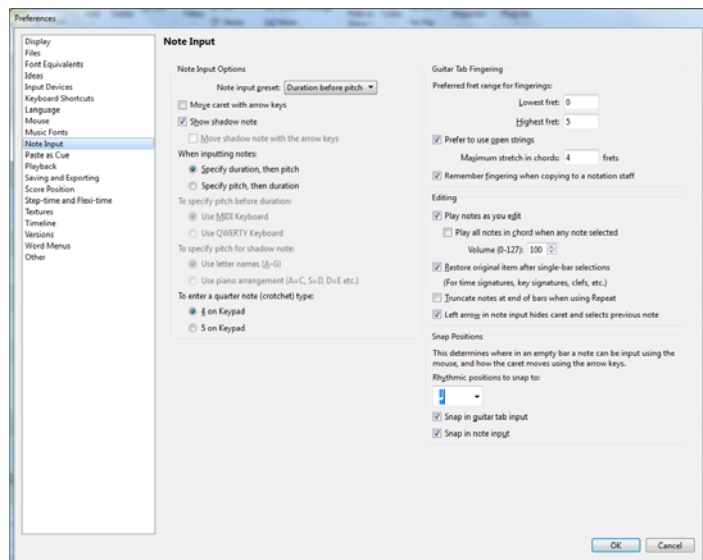 Preferences
Display
Files
Font Equivalents
Ideas
Input Devices
Keyboard Shortcuts
Language
Mouse
Music Fonts
Note Input
Paste as Cue
Playback
Saving and Exporting
Score Position
Step-time and Flexi-time
Textures
Timeline
Versions
Word Menus
Other
Note Input
Note Input Options
Note input preset: Duration before pitch
Move caret with arrow keys
Show shadow note
Move shadow note with the arrow keys
When inputting notes:
Specify duration, then pitch
Specify pitch, then duration
To specify pitch before duration:
Use MIDI Keyboard
Use QWERTY Keyboard
To specify pitch for shadow note:
Use letter names (A-G)
Use piano arrangement (A=C, S=D, D=E etc.)
To enter a quarter note (crotchet) type:
4 on Keypad
5 on Keypad
Guitar Tab Fingering
Preferred fret range for fingerings:
Lowest fret: 0
Highest fret: 5
Prefer to use open strings
Maximum stretch in chords: 4 frets
Remember fingering when copying to a notation staff
Editing
Play notes as you edit
Play all notes in chord when any note selected
Volume (0-127): 100
Restore original item after single-bar selections
(For time signatures, key signatures, clefs, etc.)
Truncate notes at end of bars when using Repeat
Left arrow in note input hides caret and selects previous note
Snap Positions
This determines where in an empty bar a note can be input using the
mouse, and how the caret moves using the arrow keys.
Rhythmic positions to snap to:
Snap in guitar tab input
Snap in note input
OK Cancel